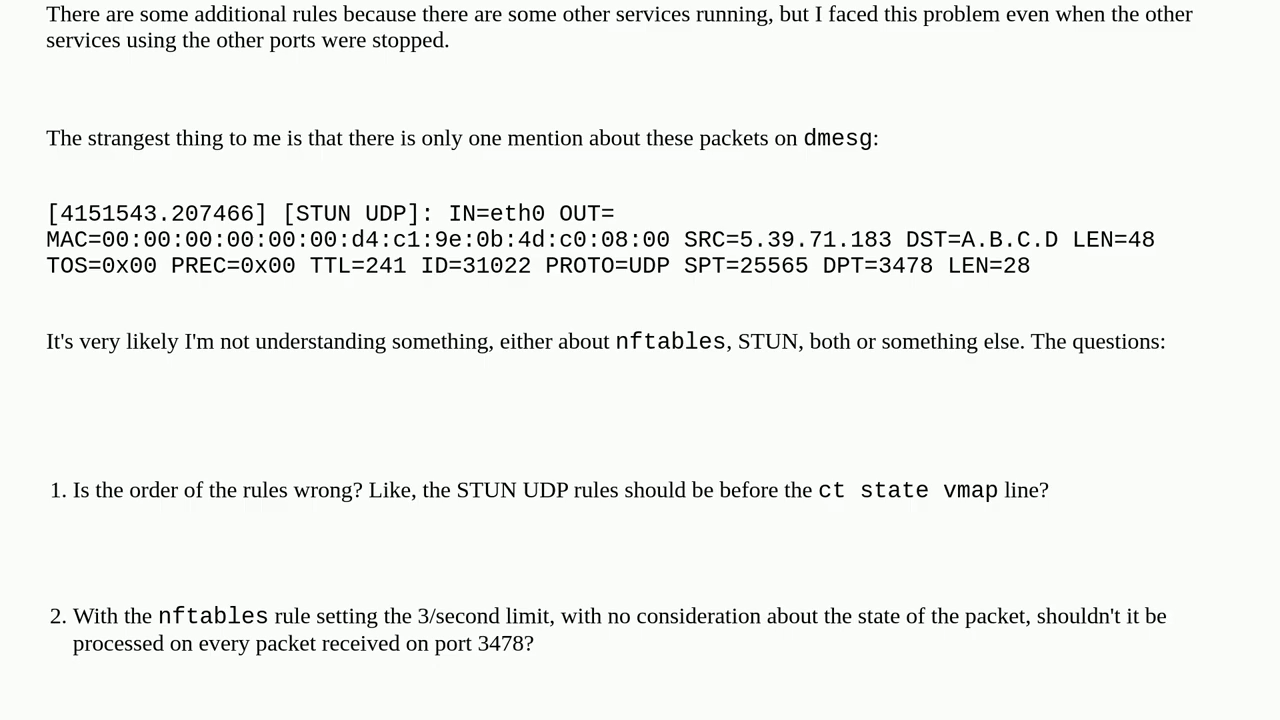 There are some additional rules because there are some other services running, but I faced this problem even when the other
services using the other ports were stopped.
The strangest thing to me is that there is only one mention about these packets on dmesg:
[4151543.207466] [STUN UDP]: IN=eth0 OUT=
MAC=00:00:00:00:00:00:d4:c1:9e:0b:4d:c0:08:00 SRC=5.39.71.183 DST=A.B.C.D LEN=48
TOS=0x00 PREC=0x00 TTL=241 ID=31022 PROTO=UDP SPT=25565 DPT=3478 LEN=28
It's very likely I'm not understanding something, either about nftables, STUN, both or something else. The questions:
1. Is the order of the rules wrong? Like, the STUN UDP rules should be before the ct state vmap line?
2. With the nftables rule setting the 3/second limit, with no consideration about the state of the packet, shouldn't it be
processed on every packet received on port 3478?